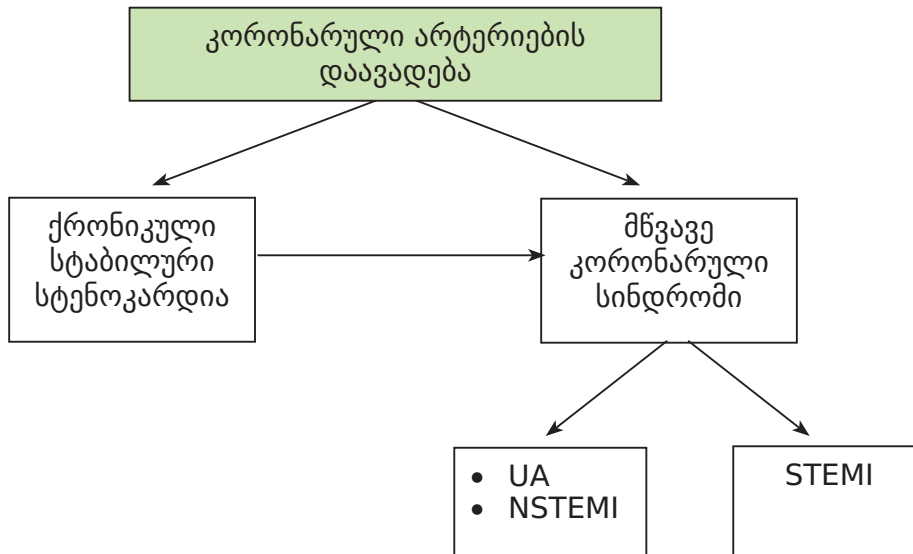 კორონარული არტერიების
დაავადება
ქრონიკული
სტაბილური
სტენოკარდია
მწვავე
კორონარული
სინდრომი
• UA
• NSTEMI
STEMI